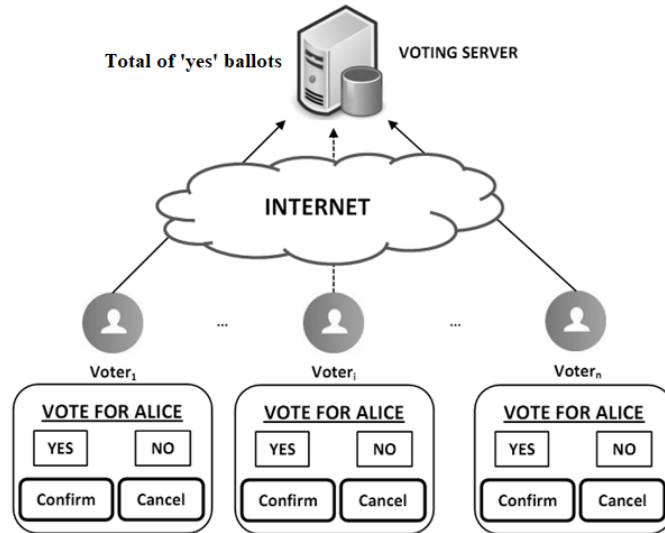 Total of 'yes' ballots
VOTING SERVER
INTERNET
... ...
Voter₁ Voterᵢ Voterₙ
VOTE FOR ALICE VOTE FOR ALICE VOTE FOR ALICE
YES NO YES NO YES NO
Confirm Cancel Confirm Cancel Confirm Cancel